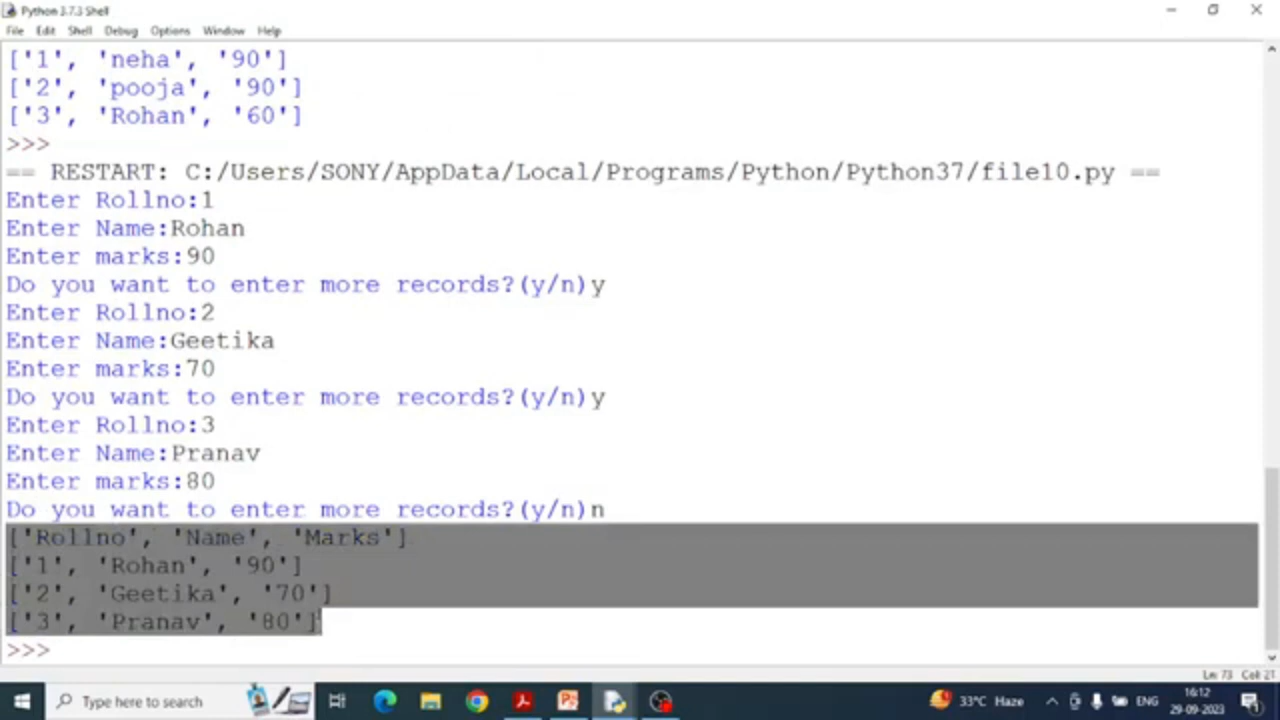 Python 3.7.3 Shell
File Edit Shell Debug Options Window Help
['1', 'neha', '90']
['2', 'pooja', '90']
['3', 'Rohan', '60']
>>>
== RESTART: C:/Users/SONY/AppData/Local/Programs/Python/Python37/file10.py ==
Enter Rollno:1
Enter Name:Rohan
Enter marks:90
Do you want to enter more records?(y/n)y
Enter Rollno:2
Enter Name:Geetika
Enter marks:70
Do you want to enter more records?(y/n)y
Enter Rollno:3
Enter Name:Pranav
Enter marks:80
Do you want to enter more records?(y/n)n
['Rollno', 'Name', 'Marks']
['1', 'Rohan', '90']
['2', 'Geetika', '70']
['3', 'Pranav', '80']
>>>
Ln: 73 Col: 21
Type here to search 33°C Haze ENG 16:12
29-09-2023